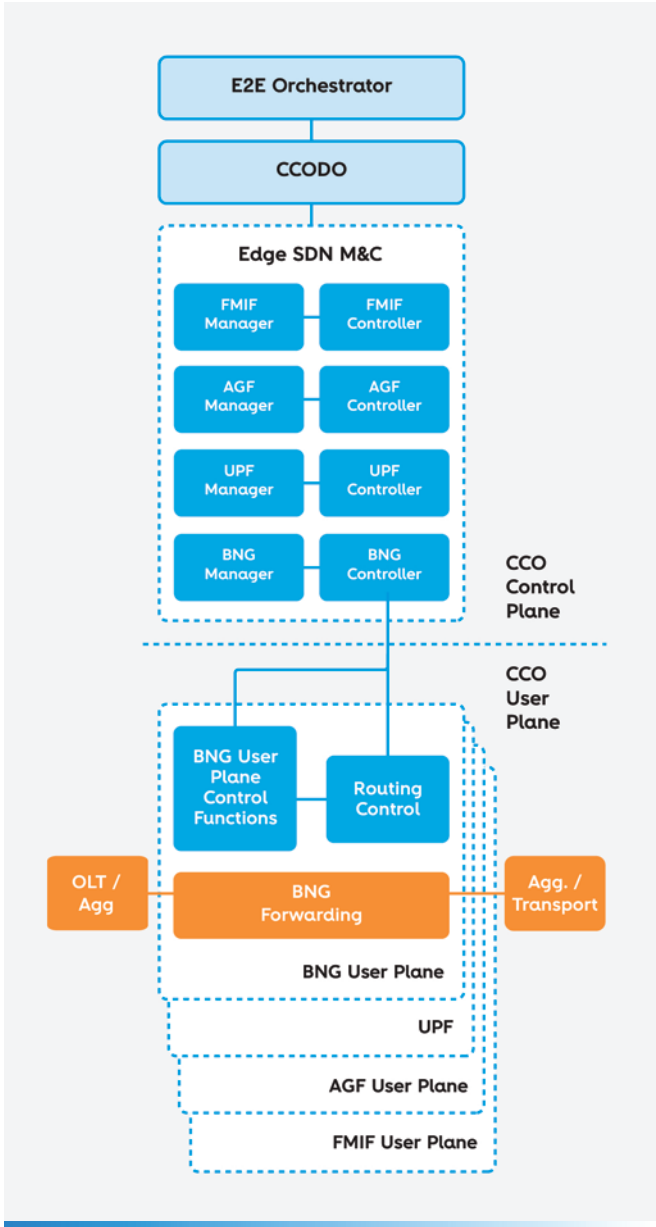 E2E Orchestrator
CCODO
Edge SDN M&C
FMIF
Manager
FMIF
Controller
AGF
Manager
AGF
Controller
UPF
Manager
UPF
Controller
BNG
Manager
BNG
Controller
CCO
Control
Plane
CCO
User
Plane
BNG User
Plane
Control
Functions
Routing
Control
OLT /
Agg
BNG
Forwarding
Agg. /
Transport
BNG User Plane
UPF
AGF User Plane
FMIF User Plane